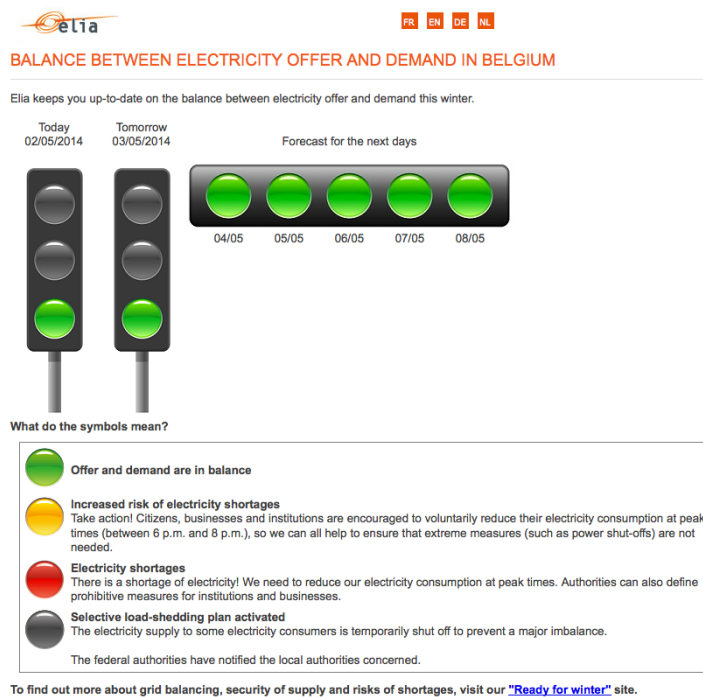 elia
FR EN DE NL
BALANCE BETWEEN ELECTRICITY OFFER AND DEMAND IN BELGIUM
Elia keeps you up-to-date on the balance between electricity offer and demand this winter.
Today Tomorrow
02/05/2014 03/05/2014 Forecast for the next days
04/05 05/05 06/05 07/05 08/05
What do the symbols mean?
Offer and demand are in balance
Increased risk of electricity shortages
Take action! Citizens, businesses and institutions are encouraged to voluntarily reduce their electricity consumption at peak
times (between 6 p.m. and 8 p.m.), so we can all help to ensure that extreme measures (such as power shut-offs) are not
needed.
Electricity shortages
There is a shortage of electricity! We need to reduce our electricity consumption at peak times. Authorities can also define
prohibitive measures for institutions and businesses.
Selective load-shedding plan activated
The electricity supply to some electricity consumers is temporarily shut off to prevent a major imbalance.
The federal authorities have notified the local authorities concerned.
To find out more about grid balancing, security of supply and risks of shortages, visit our "Ready for winter" site.